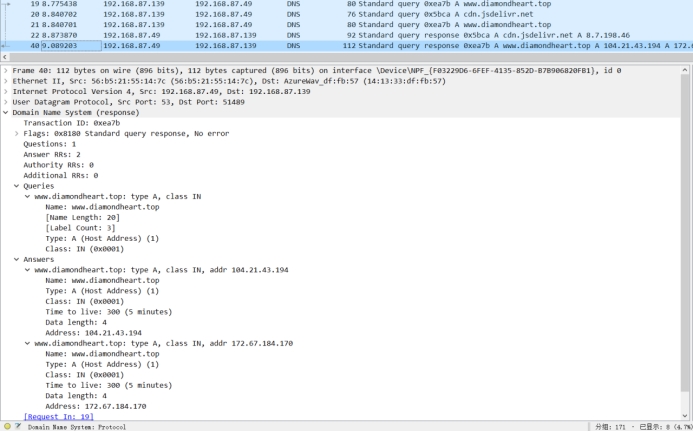 19 8.775438 192.168.87.139 192.168.87.49 DNS 80 Standard query 0xea7b A www.diamondheart.top
20 8.840702 192.168.87.139 192.168.87.49 DNS 76 Standard query 0x5bca A cdn.jsdelivr.net
21 8.840701 192.168.87.139 192.168.87.49 DNS 80 Standard query 0xea7b A www.diamondheart.top
22 8.873870 192.168.87.49 192.168.87.139 DNS 92 Standard query response 0x5bca A cdn.jsdelivr.net A 8.7.198.46
40 9.089203 192.168.87.49 192.168.87.139 DNS 112 Standard query response 0xea7b A www.diamondheart.top A 104.21.43.194 A 172.6
Frame 40: 112 bytes on wire (896 bits), 112 bytes captured (896 bits) on interface \Device\NPF_{F03229D6-6FEF-4135-852D-B7B906820FB1}, id 0
Ethernet II, Src: 56:b5:21:55:14:7c (56:b5:21:55:14:7c), Dst: AzureWav_df:fb:57 (14:13:33:df:fb:57)
Internet Protocol Version 4, Src: 192.168.87.49, Dst: 192.168.87.139
User Datagram Protocol, Src Port: 53, Dst Port: 51489
Domain Name System (response)
Transaction ID: 0xea7b
Flags: 0x8180 Standard query response, No error
Questions: 1
Answer RRs: 2
Authority RRs: 0
Additional RRs: 0
Queries
www.diamondheart.top: type A, class IN
Name: www.diamondheart.top
[Name Length: 20]
[Label Count: 3]
Type: A (Host Address) (1)
Class: IN (0x0001)
Answers
www.diamondheart.top: type A, class IN, addr 104.21.43.194
Name: www.diamondheart.top
Type: A (Host Address) (1)
Class: IN (0x0001)
Time to live: 300 (5 minutes)
Data length: 4
Address: 104.21.43.194
www.diamondheart.top: type A, class IN, addr 172.67.184.170
Name: www.diamondheart.top
Type: A (Host Address) (1)
Class: IN (0x0001)
Time to live: 300 (5 minutes)
Data length: 4
Address: 172.67.184.170
[Request In: 19]
Domain Name System: Protocol 分组: 171 · 已显示: 8 (4.7%)